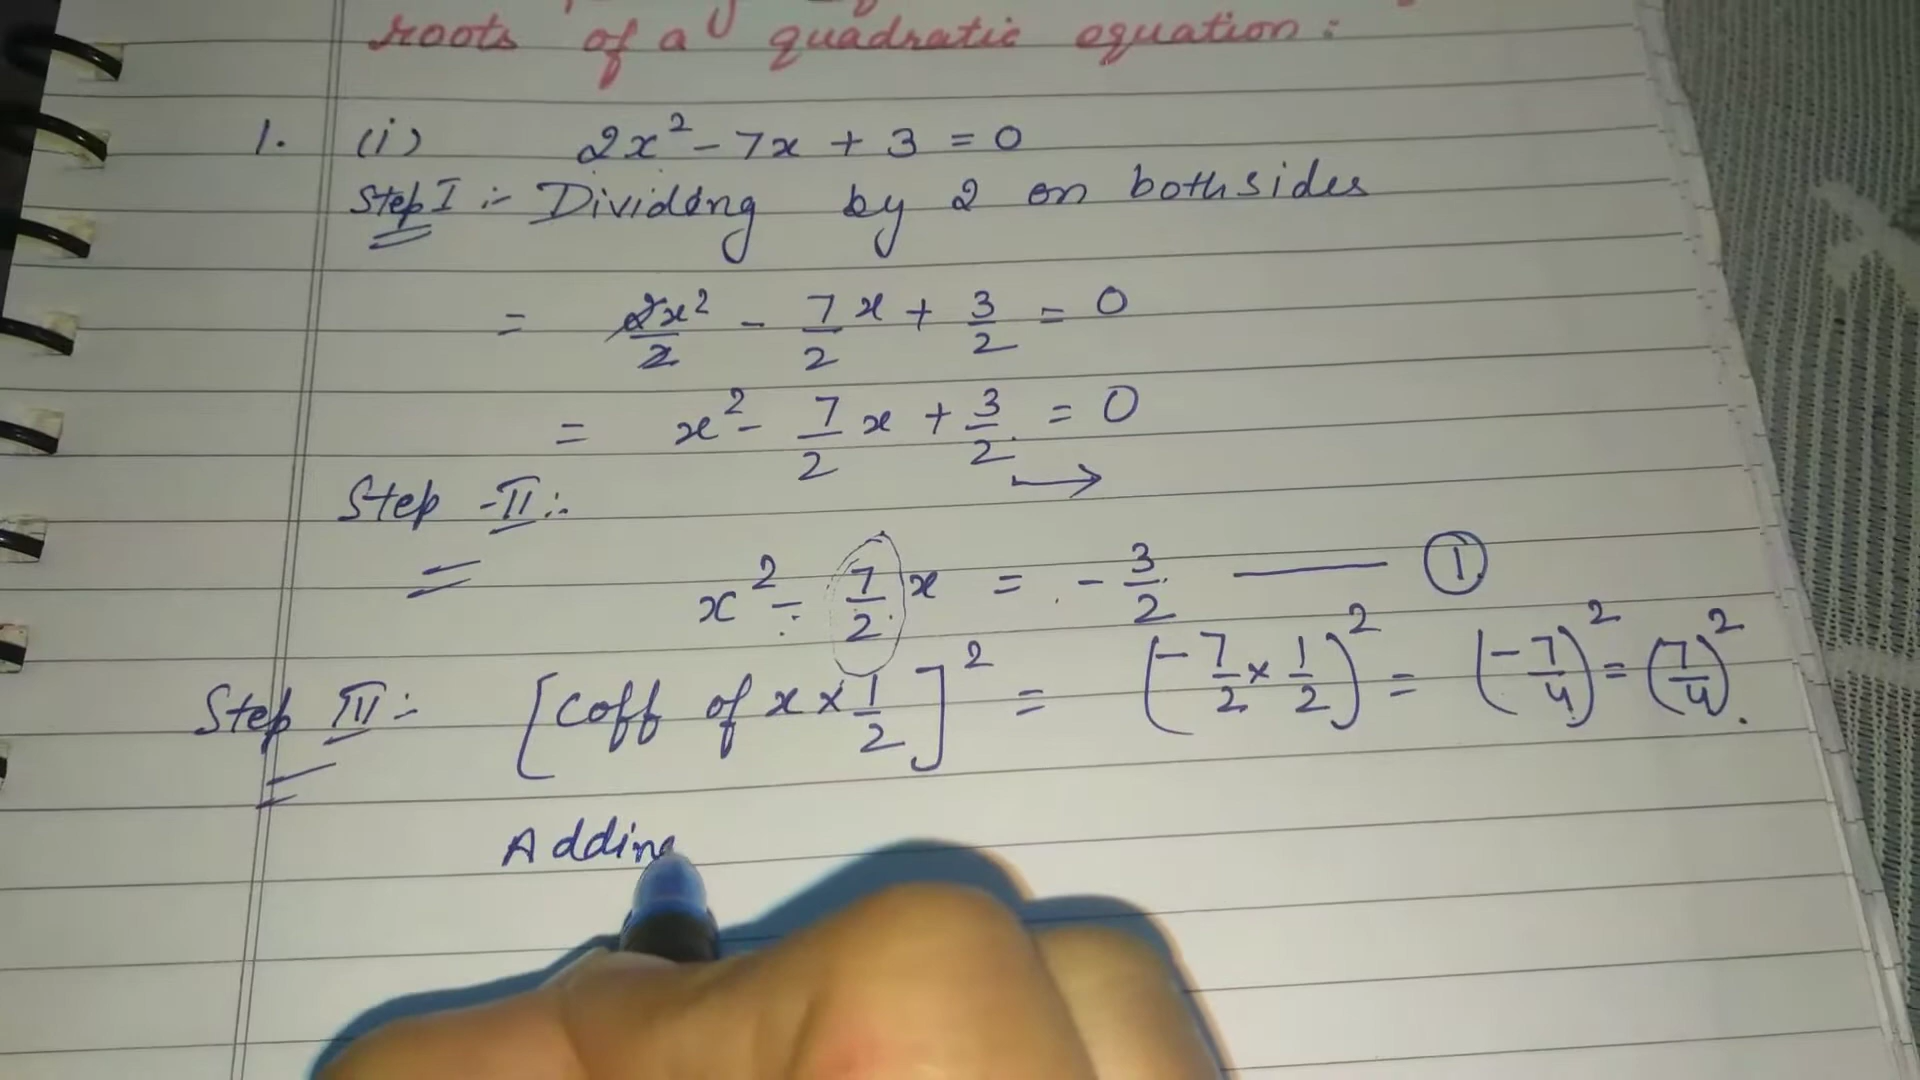 roots of a quadratic equation:
1. (i) 2x² - 7x + 3 = 0
Step I :- Dividing by 2 on both sides
= 2x²/2 - 7/2 x + 3/2 = 0
= x² - 7/2 x + 3/2 = 0
Step - II :-
x² - 7/2 x = - 3/2 —— ①
Step III :- [Coff of x × 1/2]² = (-7/2 × 1/2)² = (-7/4)² = (7/4)².
Adding